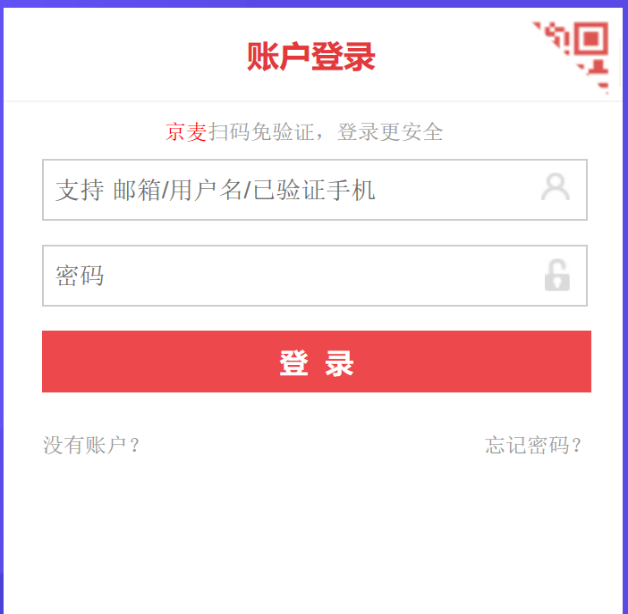 账户登录
京麦扫码免验证，登录更安全
支持 邮箱/用户名/已验证手机
密码
登 录
没有账户？ 忘记密码？